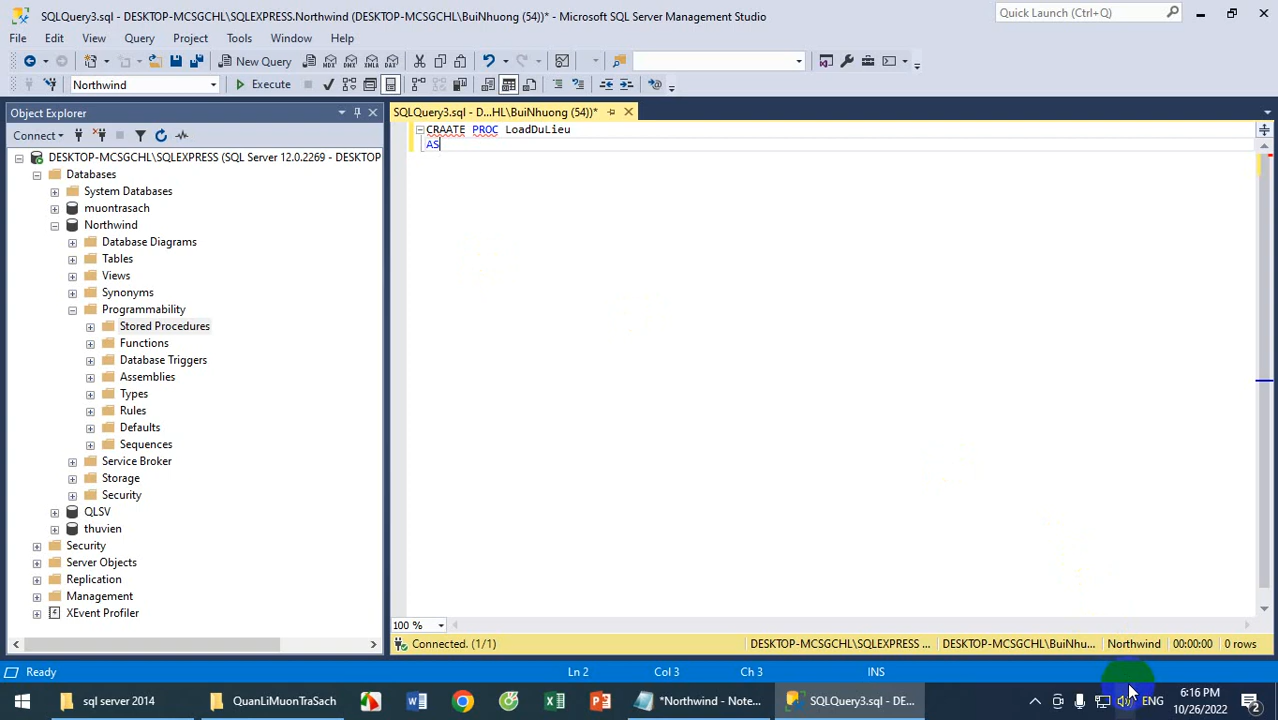 SQLQuery3.sql - DESKTOP-MCSGCHL\SQLEXPRESS.Northwind (DESKTOP-MCSGCHL\BuiNhuong (54))* - Microsoft SQL Server Management Studio
Quick Launch (Ctrl+Q)
File Edit View Query Project Tools Window Help
New Query
Northwind Execute
Object Explorer
SQLQuery3.sql - D...HL\BuiNhuong (54))*
Connect
CRAATE PROC LoadDuLieu
AS
DESKTOP-MCSGCHL\SQLEXPRESS (SQL Server 12.0.2269 - DESKTOP
Databases
System Databases
muontrasach
Northwind
Database Diagrams
Tables
Views
Synonyms
Programmability
Stored Procedures
Functions
Database Triggers
Assemblies
Types
Rules
Defaults
Sequences
Service Broker
Storage
Security
QLSV
thuvien
Security
Server Objects
Replication
Management
XEvent Profiler
100 %
Connected. (1/1) DESKTOP-MCSGCHL\SQLEXPRESS ... DESKTOP-MCSGCHL\BuiNhu... Northwind 00:00:00 0 rows
Ready Ln 2 Col 3 Ch 3 INS
sql server 2014 QuanLiMuonTraSach *Northwind - Note... SQLQuery3.sql - DE... ENG 6:16 PM
10/26/2022
2